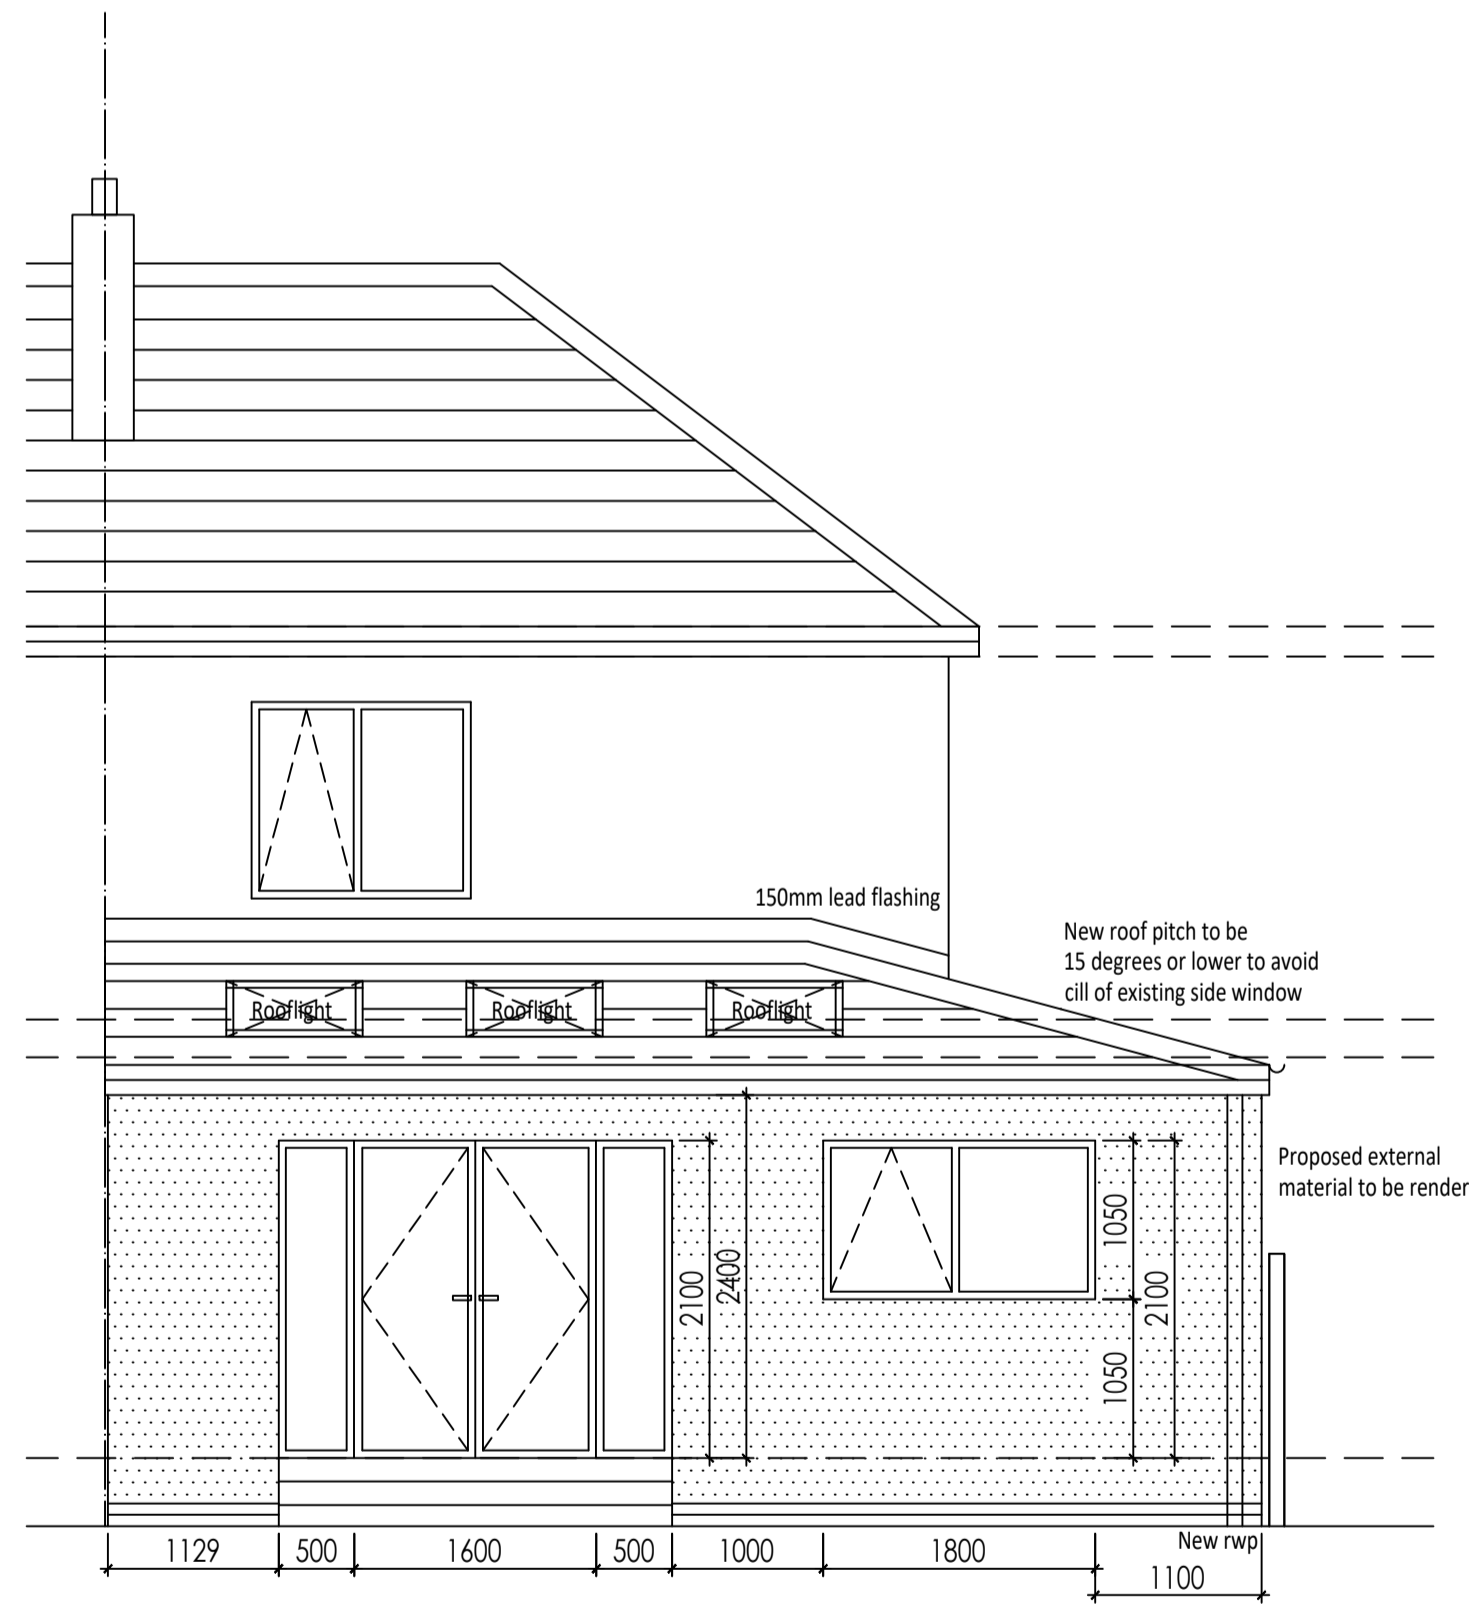 150mm lead flashing
New roof pitch to be
15 degrees or lower to avoid
cill of existing side window
Rooflight
Rooflight
Rooflight
Proposed external
material to be render
2100
2400
1050
1050
2100
New rwp
1129
500
1600
500
1000
1800
1100